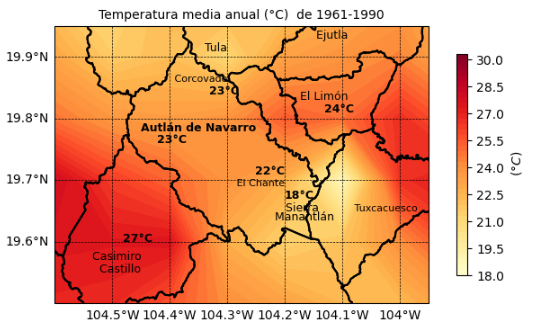 Temperatura media anual (°C)  de 1961-1990
Ejutla
Tula
19.9°N
Corcovado
23°C
El Limón
24°C
19.8°N
Autlán de Navarro
23°C
22°C
19.7°N
El Chante
18°C
Sierra
Manantlán
Tuxcacuesco
19.6°N
27°C
Casimiro
Castillo
104.5°W
104.4°W
104.3°W
104.2°W
104.1°W
104°W
30.0
28.5
27.0
25.5
24.0
22.5
21.0
19.5
18.0
(°C)